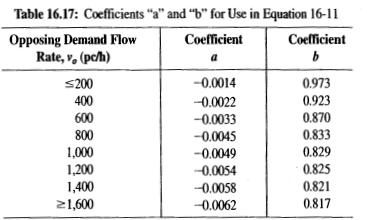 Table 16.17: Coefficients "a" and "b" for Use in Equation 16-11
Opposing Demand Flow Rate, vₒ (pc/h) Coefficient a Coefficient b
≤200 −0.0014 0.973
400 −0.0022 0.923
600 −0.0033 0.870
800 −0.0045 0.833
1,000 −0.0049 0.829
1,200 −0.0054 0.825
1,400 −0.0058 0.821
≥1,600 −0.0062 0.817